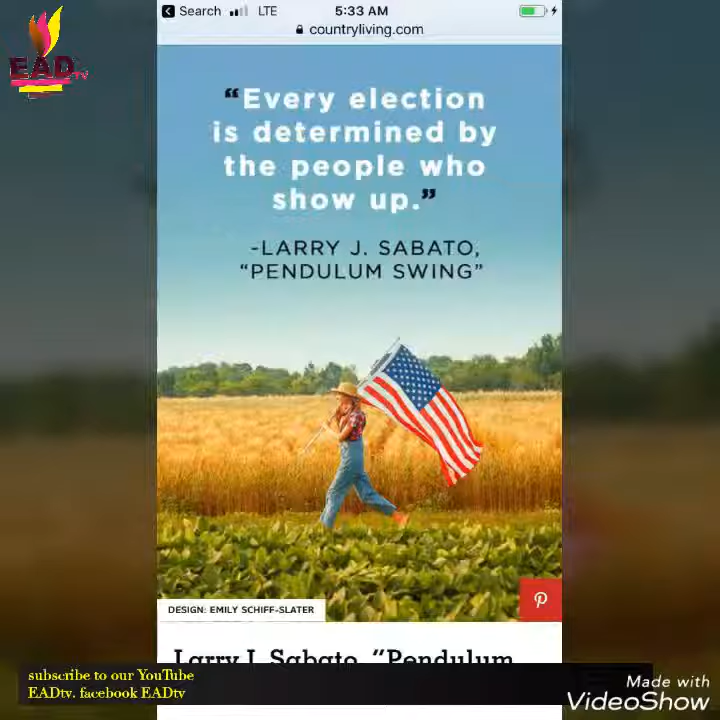 EAD TV
Search LTE 5:33 AM
countryliving.com
“Every election
is determined by
the people who
show up.”
-LARRY J. SABATO,
“PENDULUM SWING”
DESIGN: EMILY SCHIFF-SLATER
Larry J. Sabato, “Pendulum
subscribe to our YouTube
EADtv. facebook EADtv
Made with
VideoShow